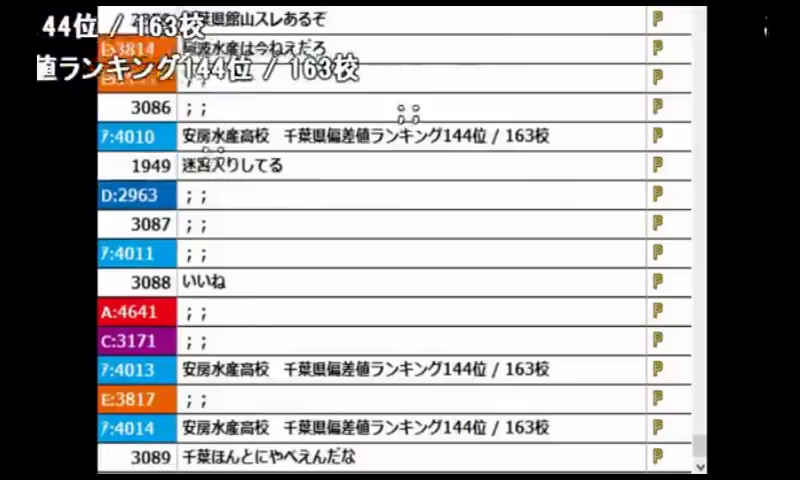 千葉県館山スレあるぞ P
44位 / 163校
E:3814 阿波水産は今ねえだろ P
値ランキング144位 / 163校
；； P
3086 ；； P
ｱ:4010 安房水産高校　千葉県偏差値ランキング144位 / 163校 P
1949 迷宮入りしてる P
D:2963 ；； P
3087 ；； P
ｱ:4011 ；； P
3088 いいね P
A:4641 ；； P
C:3171 ；； P
ｱ:4013 安房水産高校　千葉県偏差値ランキング144位 / 163校 P
E:3817 ；； P
ｱ:4014 安房水産高校　千葉県偏差値ランキング144位 / 163校 P
3089 千葉ほんとにやべえんだな P